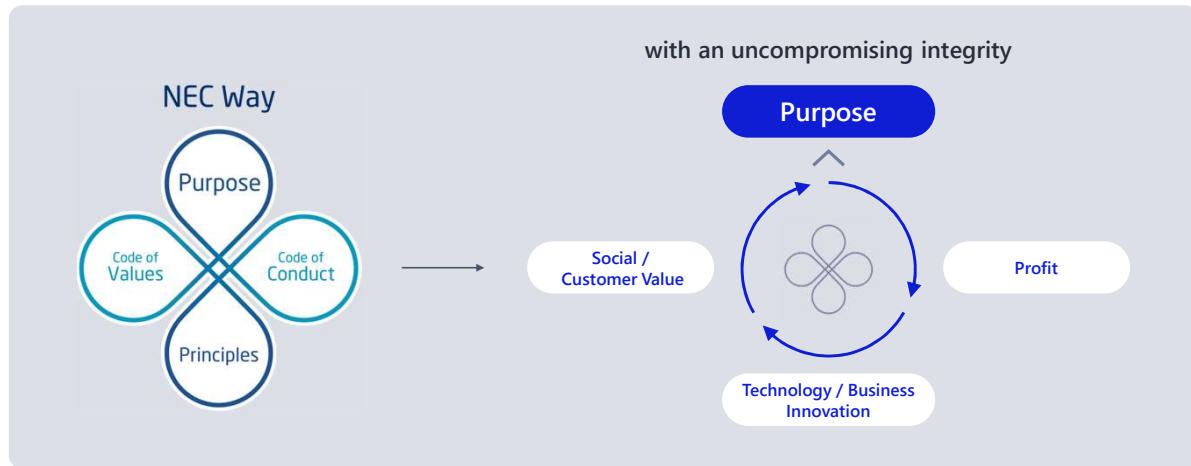 NEC Way
Purpose
Code of
Values
Code of
Conduct
Principles
with an uncompromising integrity
Purpose
Social /
Customer Value
Profit
Technology / Business
Innovation